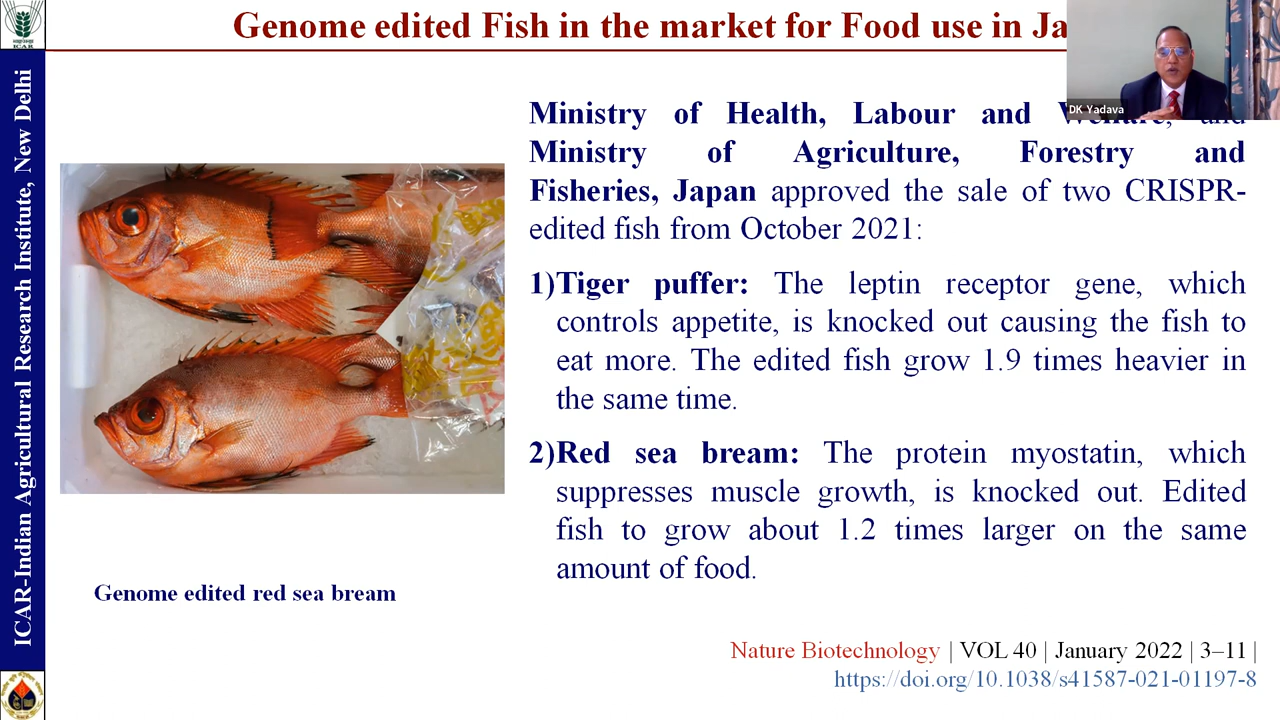 Genome edited Fish in the market for Food use in Ja
ICAR-Indian Agricultural Research Institute, New Delhi
ICAR
DK Yadava
Ministry of Health, Labour and Welfare, and
Ministry of Agriculture, Forestry and
Fisheries, Japan approved the sale of two CRISPR-
edited fish from October 2021:
1)Tiger puffer: The leptin receptor gene, which
controls appetite, is knocked out causing the fish to
eat more. The edited fish grow 1.9 times heavier in
the same time.
2)Red sea bream: The protein myostatin, which
suppresses muscle growth, is knocked out. Edited
fish to grow about 1.2 times larger on the same
amount of food.
Genome edited red sea bream
Nature Biotechnology | VOL 40 | January 2022 | 3–11 |
https://doi.org/10.1038/s41587-021-01197-8